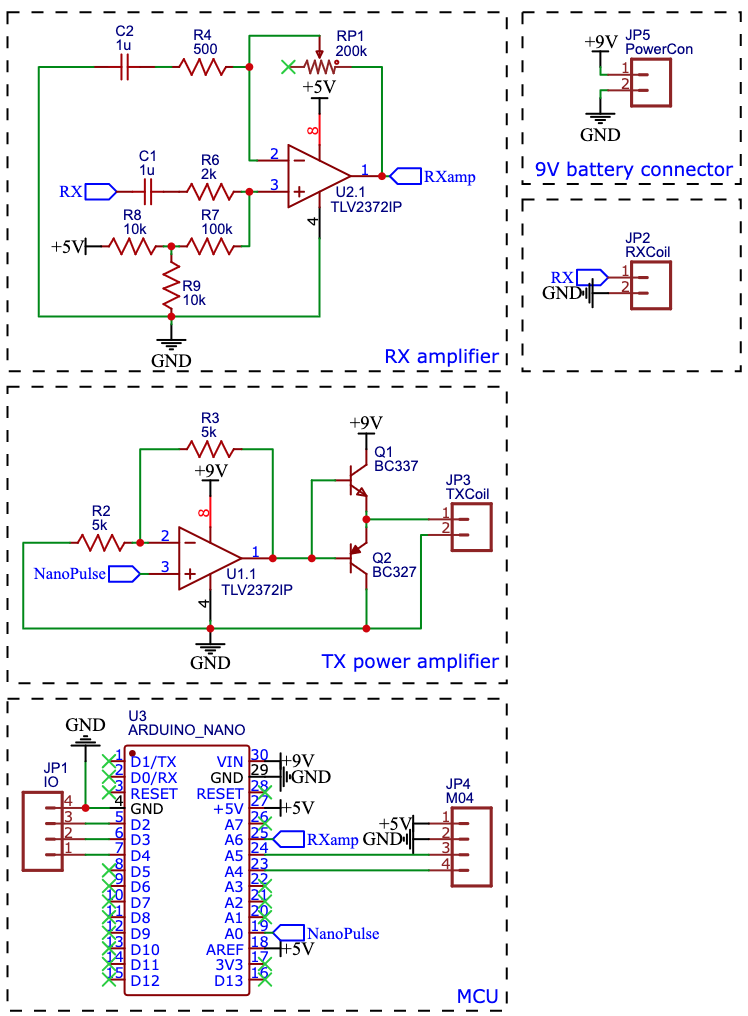 C2
1u
R4
500
RP1
200k
+5V
8
2
3
1
4
RXamp
U2.1
TLV2372IP
C1
1u
RX
R6
2k
R8
10k
R7
100k
+5V
R9
10k
GND
RX amplifier
JP5
PowerCon
+9V
1
2
GND
9V battery connector
JP2
RXCoil
RX
1
GND
2
R3
5k
+9V
8
R2
5k
2
3
1
4
NanoPulse
U1.1
TLV2372IP
GND
+9V
Q1
BC337
Q2
BC327
JP3
TXCoil
1
2
TX power amplifier
GND
U3
ARDUINO_NANO
JP1
IO
4
3
2
1
1 D1/TX VIN 30 +9V
2 D0/RX GND 29 GND
3 RESET RESET 28
4 GND +5V 27 +5V
5 D2 A7 26
6 D3 A6 25 RXamp
7 D4 A5 24
8 D5 A4 23
9 D6 A3 22
10 D7 A2 21
11 D8 A1 20
12 D9 A0 19 NanoPulse
13 D10 AREF 18 +5V
14 D11 3V3 17
15 D12 D13 16
JP4
M04
+5V 1
GND 2
3
4
MCU